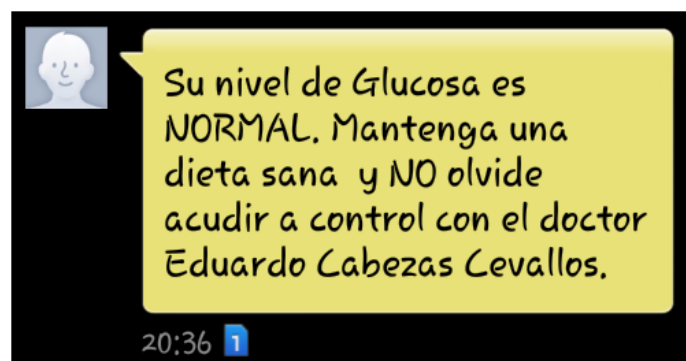 Su nivel de Glucosa es
NORMAL. Mantenga una
dieta sana y NO olvide
acudir a control con el doctor
Eduardo Cabezas Cevallos.
20:36 1